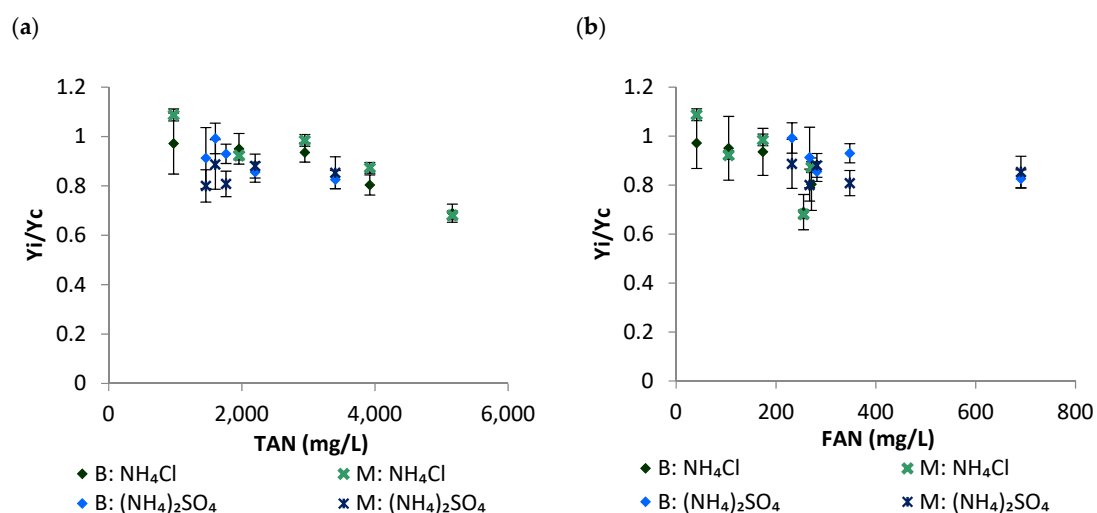 (a)
1.2
1
0.8
0.6
0.4
0.2
0
Yi/Yc
0 2,000 4,000 6,000
TAN (mg/L)
B: NH₄Cl M: NH₄Cl
B: (NH₄)₂SO₄ M: (NH₄)₂SO₄
(b)
1.2
1
0.8
0.6
0.4
0.2
0
Yi/Yc
0 200 400 600 800
FAN (mg/L)
B: NH₄Cl M: NH₄Cl
B: (NH₄)₂SO₄ M: (NH₄)₂SO₄